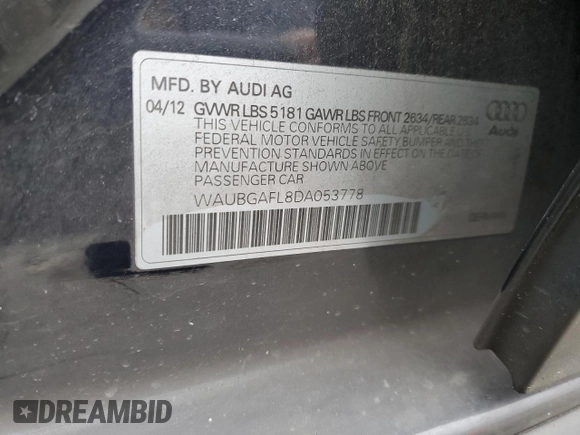 MFD. BY AUDI AG
04/12 GVWR LBS 5181 GAWR LBS FRONT 2634/REAR 2634
THIS VEHICLE CONFORMS TO ALL APPLICABLE U.S.
FEDERAL MOTOR VEHICLE SAFETY BUMPER AND THEFT
PREVENTION STANDARDS IN EFFECT ON THE DATE OF
MANUFACTURE SHOWN ABOVE
PASSENGER CAR
Audi
WAUBGAFL8DA053778
DREAMBID